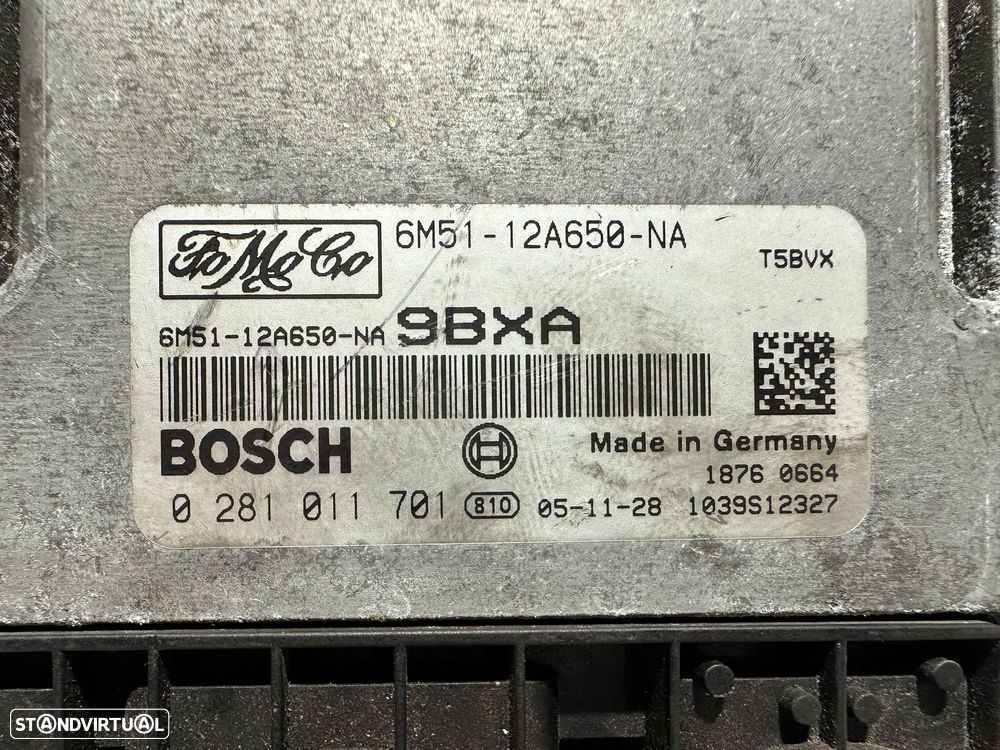 FoMoCo 6M51-12A650-NA
T5BVX
6M51-12A650-NA 9BXA
BOSCH
Made in Germany
1876 0664
0 281 011 701 810 05-11-28 1039S12327
STANDVIRTUAL